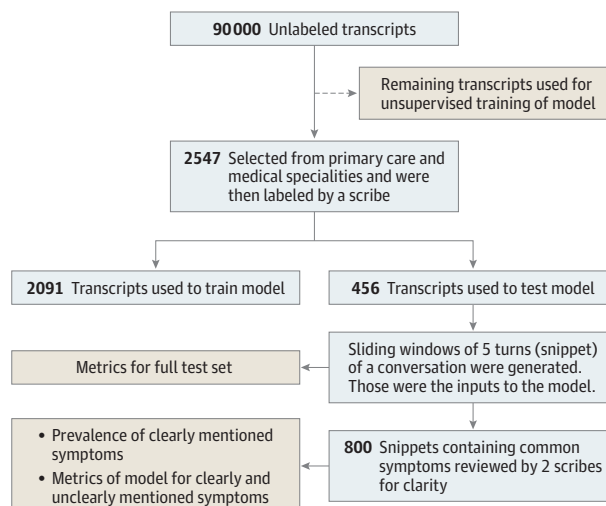 90000 Unlabeled transcripts
Remaining transcripts used for
unsupervised training of model
2547 Selected from primary care and
medical specialities and were
then labeled by a scribe
2091 Transcripts used to train model
456 Transcripts used to test model
Metrics for full test set
Sliding windows of 5 turns (snippet)
of a conversation were generated.
Those were the inputs to the model.
• Prevalence of clearly mentioned
symptoms
• Metrics of model for clearly and
unclearly mentioned symptoms
800 Snippets containing common
symptoms reviewed by 2 scribes
for clarity